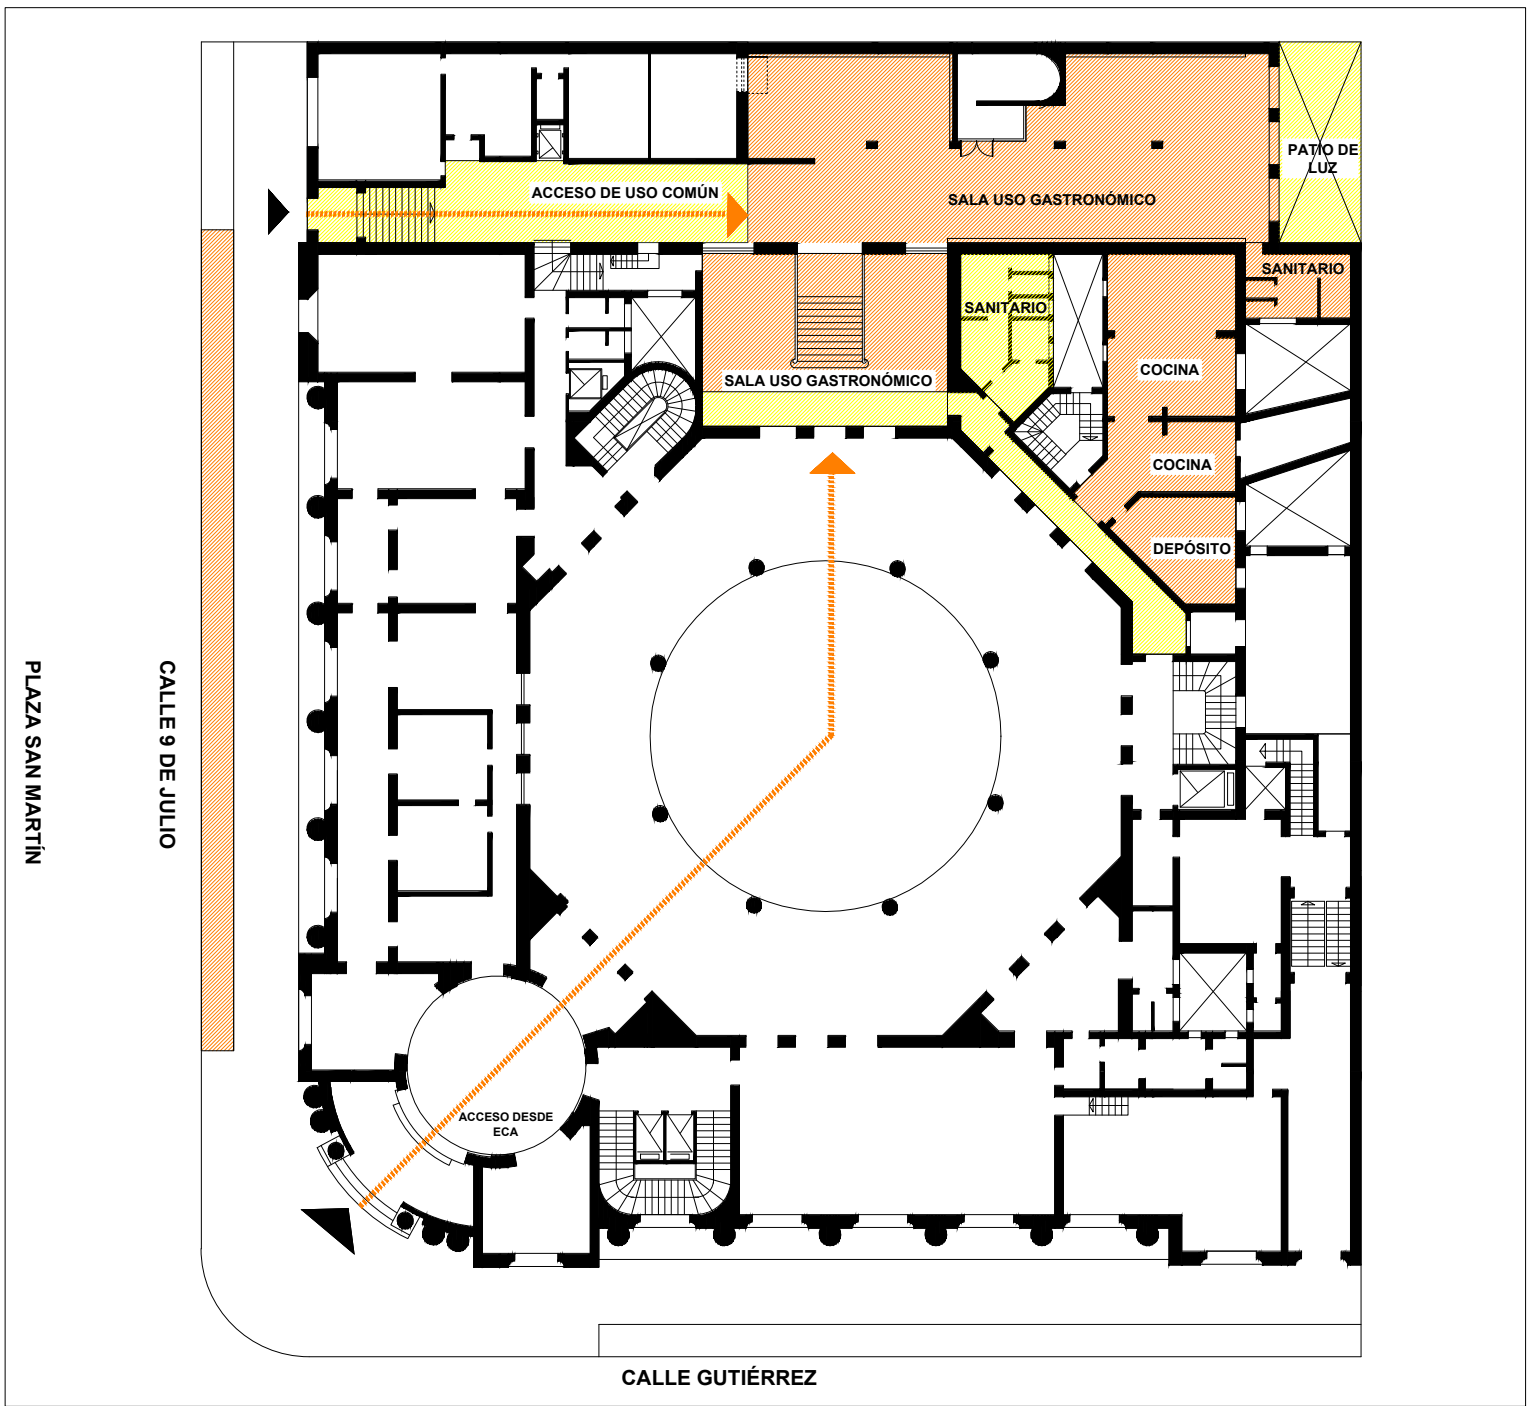 PATIO DE
LUZ
ACCESO DE USO COMÚN
SALA USO GASTRONÓMICO
SANITARIO
SANITARIO
COCINA
SALA USO GASTRONÓMICO
COCINA
DEPÓSITO
PLAZA SAN MARTÍN
CALLE 9 DE JULIO
ACCESO DESDE
ECA
CALLE GUTIÉRREZ